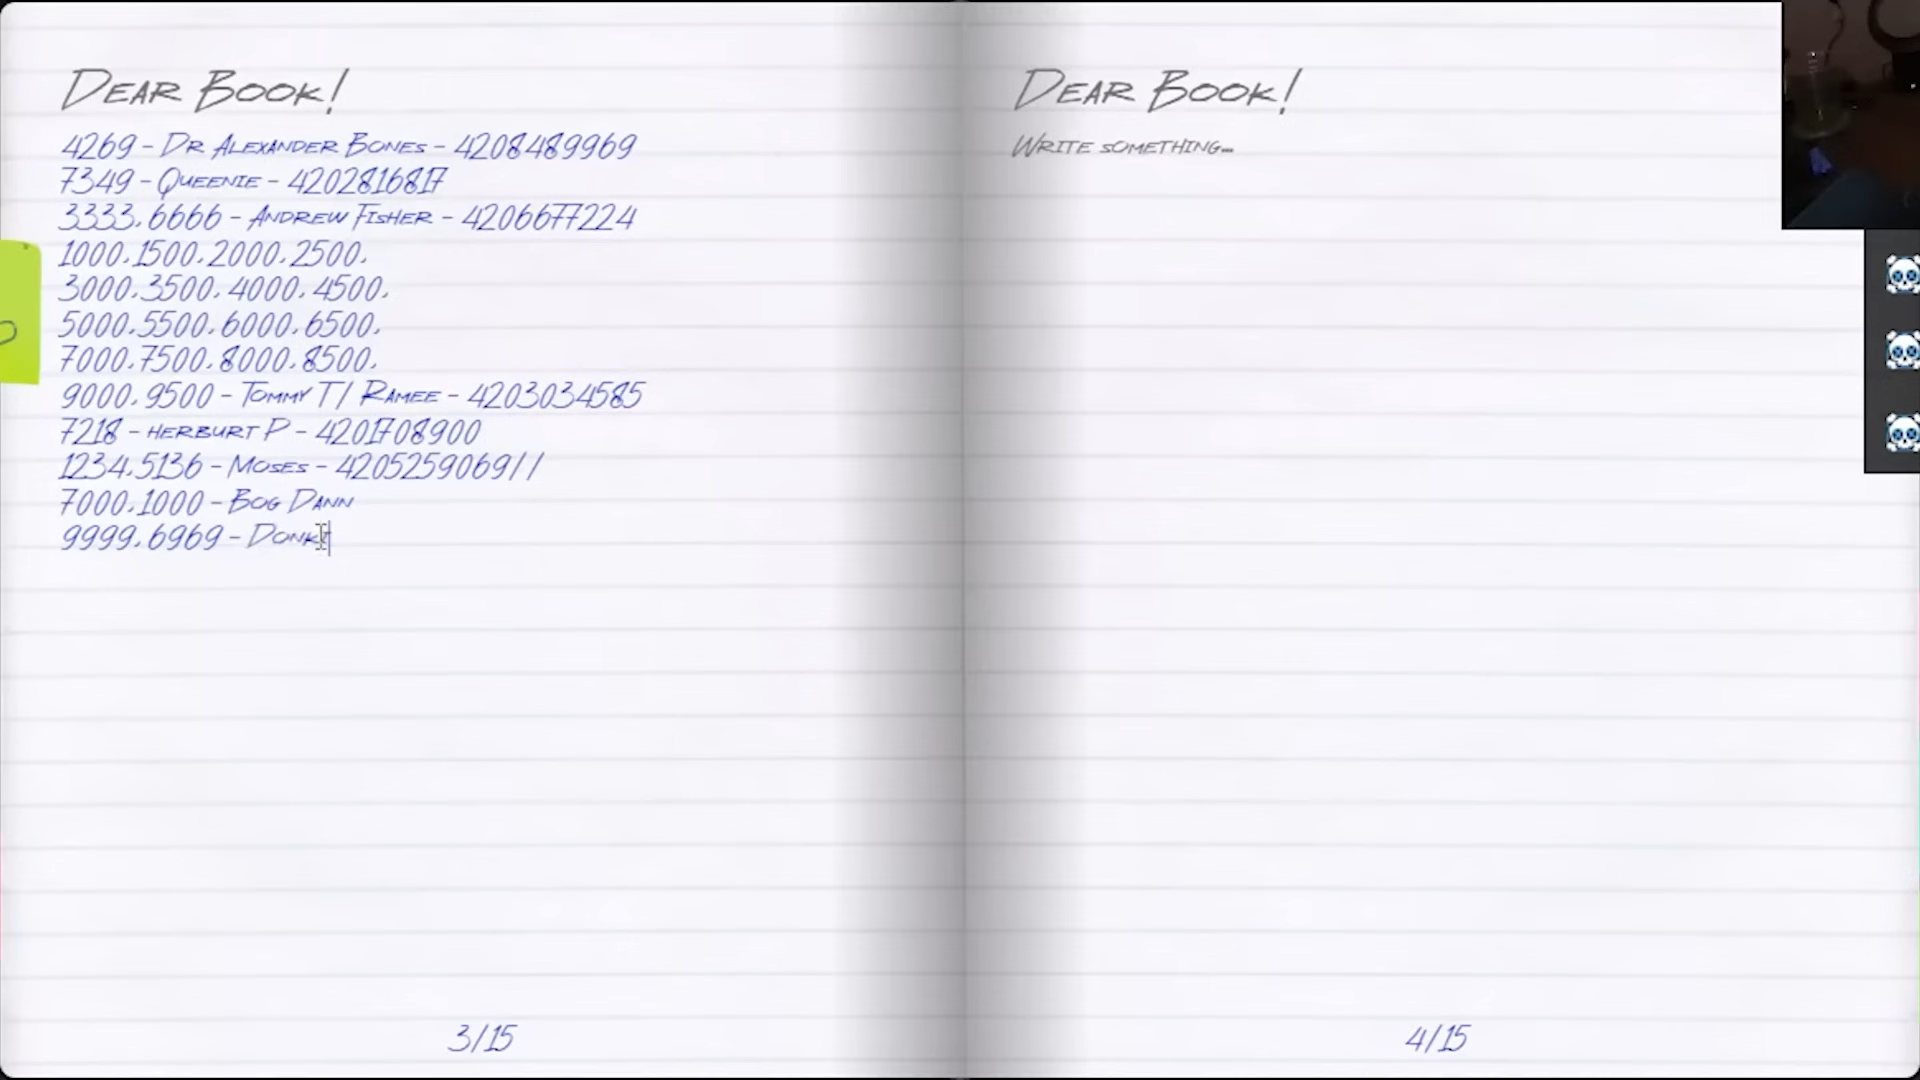 Dear Book!
4269 - Dr Alexander Bones - 4208489969
7349 - Queenie - 4202816817
3333, 6666 - Andrew Fisher - 4206677224
1000, 1500, 2000, 2500,
3000, 3500, 4000, 4500,
5000, 5500, 6000, 6500,
7000, 7500, 8000, 8500,
9000, 9500 - Tommy T / Ramee - 4203034585
7218 - herburt P - 4201708900
1234, 5136 - Moses - 4205259069//
7000, 1000 - Bog Dann
9999, 6969 -
3/15
Dear Book!
Write something...
4/15